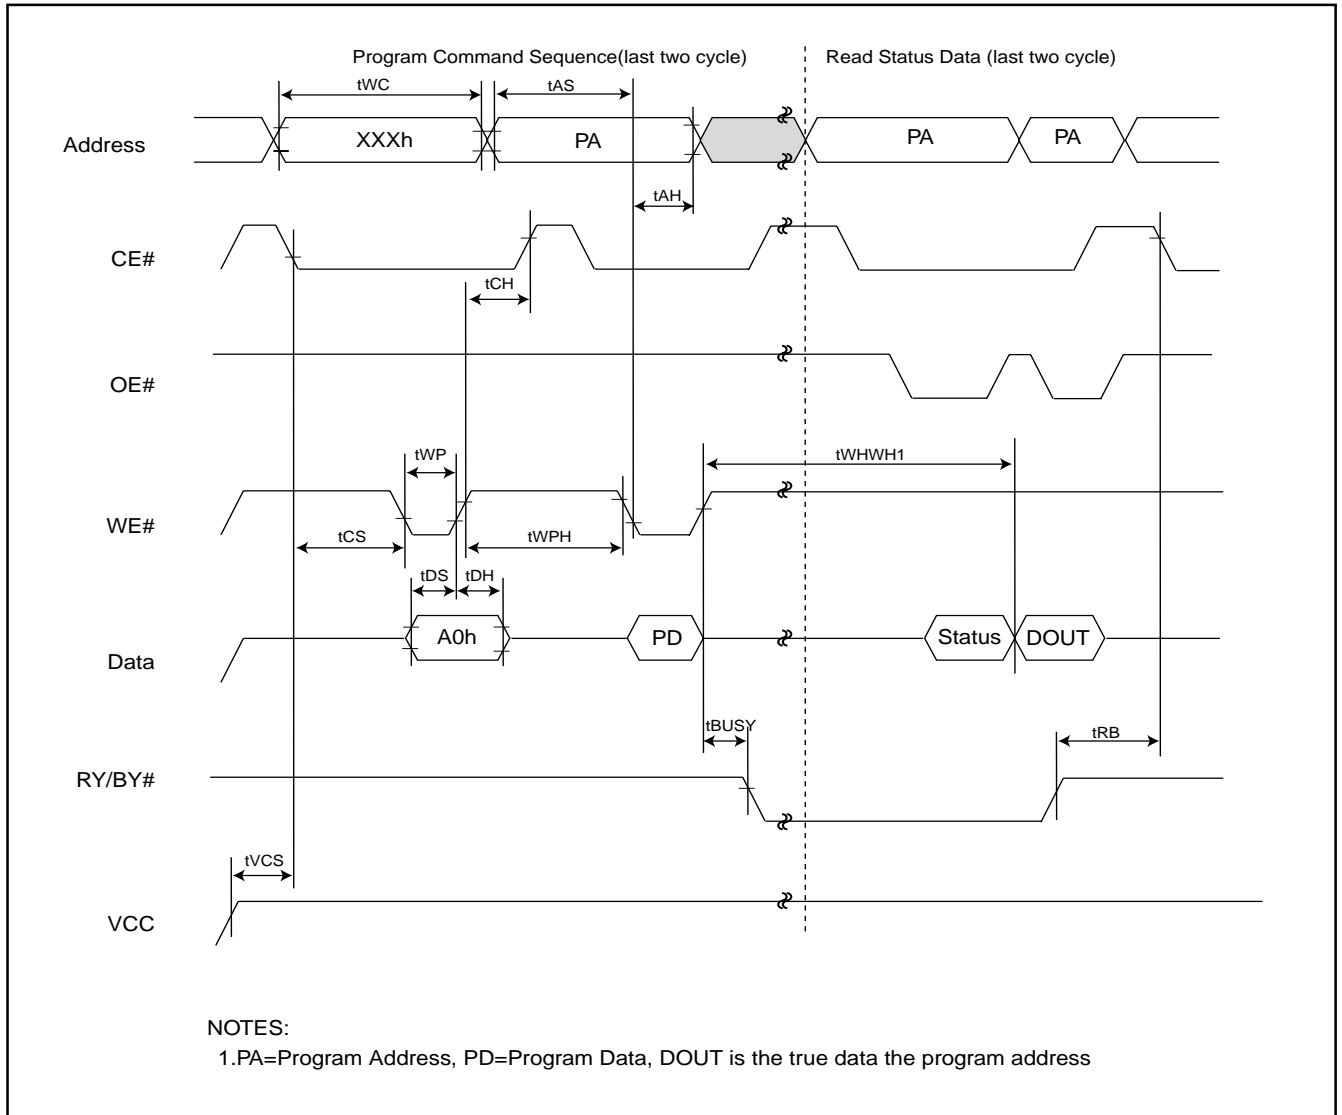 Program Command Sequence(last two cycle)
Read Status Data (last two cycle)
tWC
tAS
Address
XXXh
PA
PA
PA
tAH
CE#
tCH
OE#
tWP
tWHWH1
WE#
tCS
tWPH
tDS
tDH
A0h
PD
Status
DOUT
Data
tBUSY
tRB
RY/BY#
tVCS
VCC
NOTES:
1.PA=Program Address, PD=Program Data, DOUT is the true data the program address